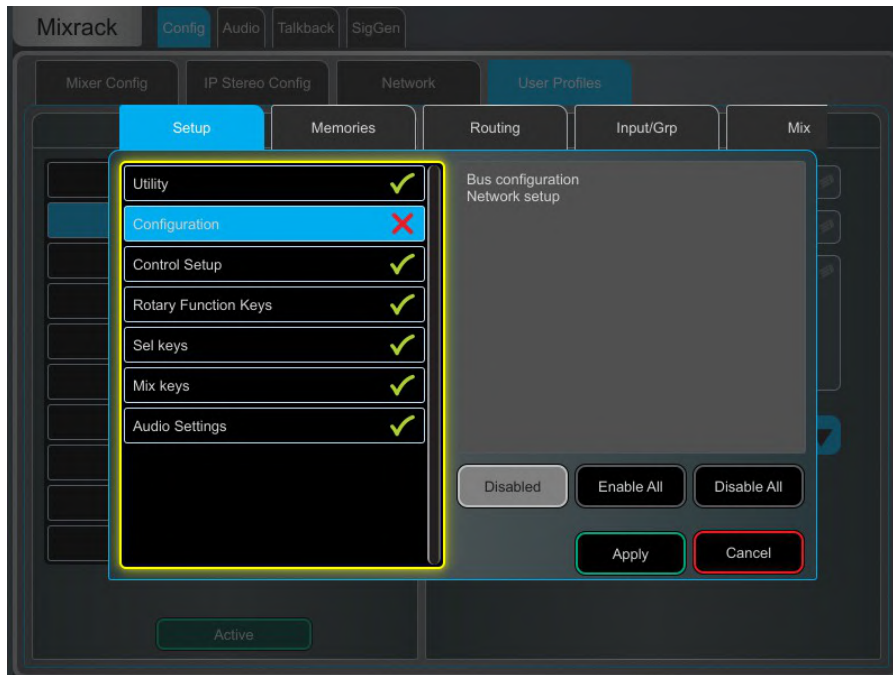 Mixrack
Config
Audio
Talkback
SigGen
Mixer Config
IP Stereo Config
Network
User Profiles
Setup
Memories
Routing
Input/Grp
Mix
Utility
Configuration
Control Setup
Rotary Function Keys
Sel keys
Mix keys
Audio Settings
Bus configuration
Network setup
Disabled
Enable All
Disable All
Apply
Cancel
Active